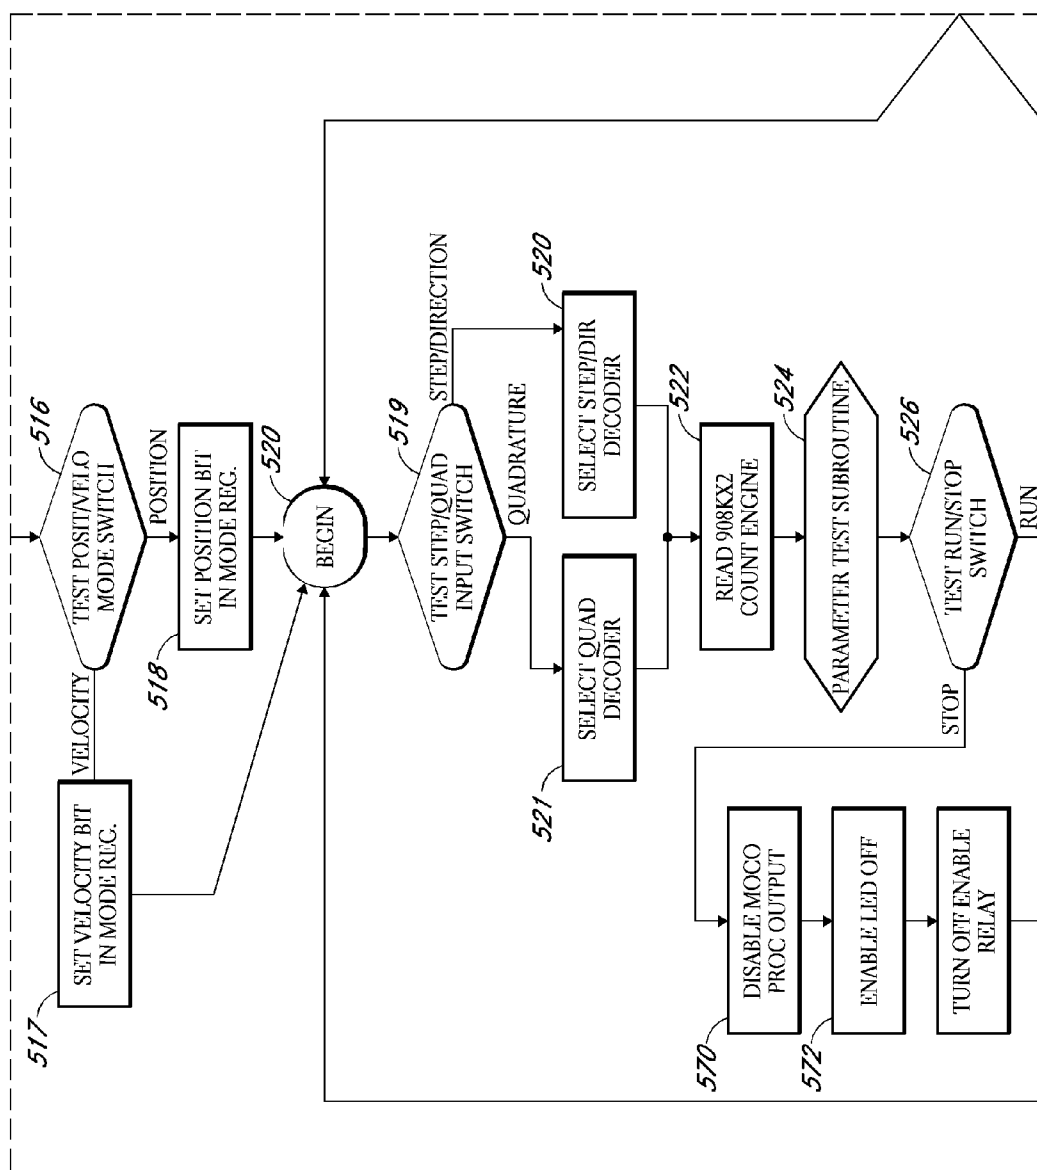 516
TEST POSIT/VELO
MODE SWITCH
VELOCITY
POSITION
517
SET VELOCITY BIT
IN MODE REG.
518
SET POSITION BIT
IN MODE REG.
520
BEGIN
519
TEST STEP/QUAD
INPUT SWITCH
STEP/DIRECTION
QUADRATURE
521
SELECT QUAD
DECODER
520
SELECT STEP/DIR
DECODER
522
READ 908KX2
COUNT ENGINE
524
PARAMETER TEST SUBROUTINE
526
TEST RUN/STOP
SWITCH
STOP
RUN
570
DISABLE MOCO
PROC OUTPUT
572
ENABLE LED OFF
TURN OFF ENABLE
RELAY